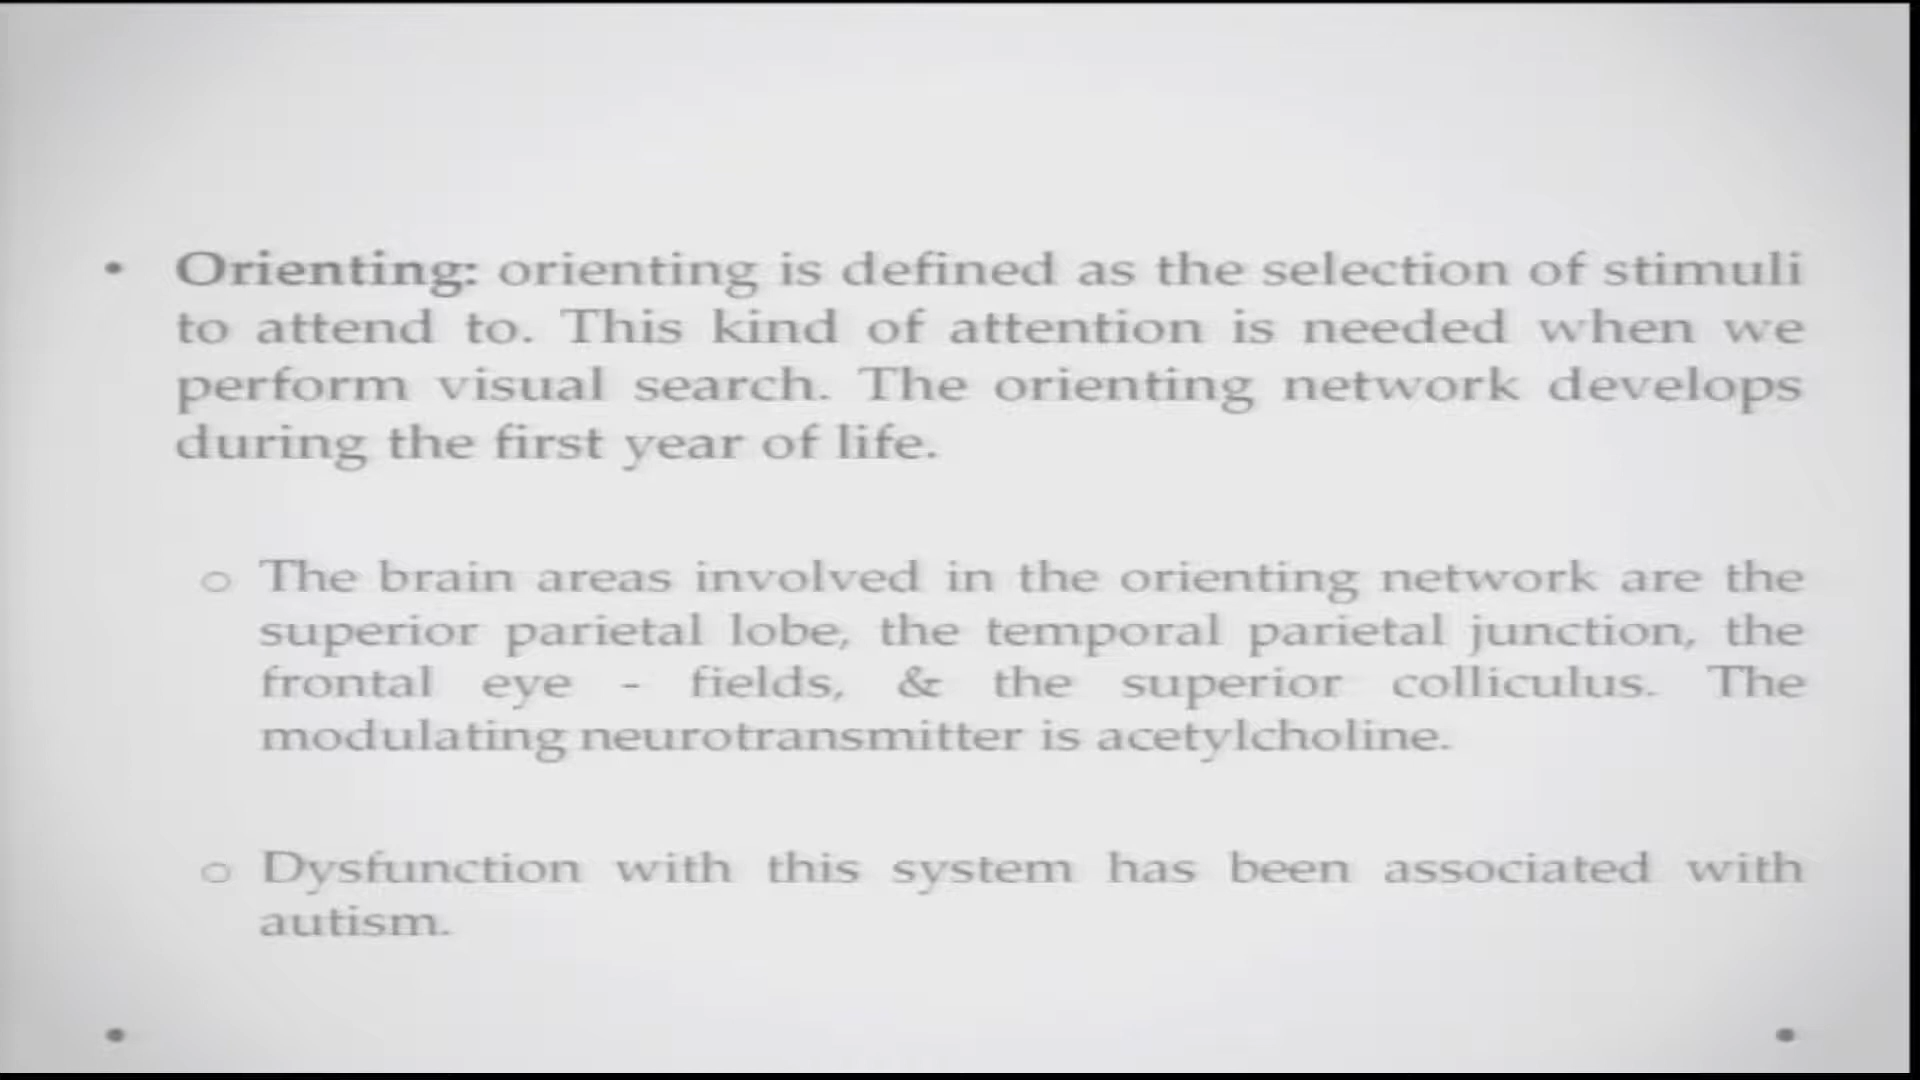 • Orienting: orienting is defined as the selection of stimuli
to attend to. This kind of attention is needed when we
perform visual search. The orienting network develops
during the first year of life.
o The brain areas involved in the orienting network are the
superior parietal lobe, the temporal parietal junction, the
frontal eye - fields, & the superior colliculus. The
modulating neurotransmitter is acetylcholine.
o Dysfunction with this system has been associated with
autism.